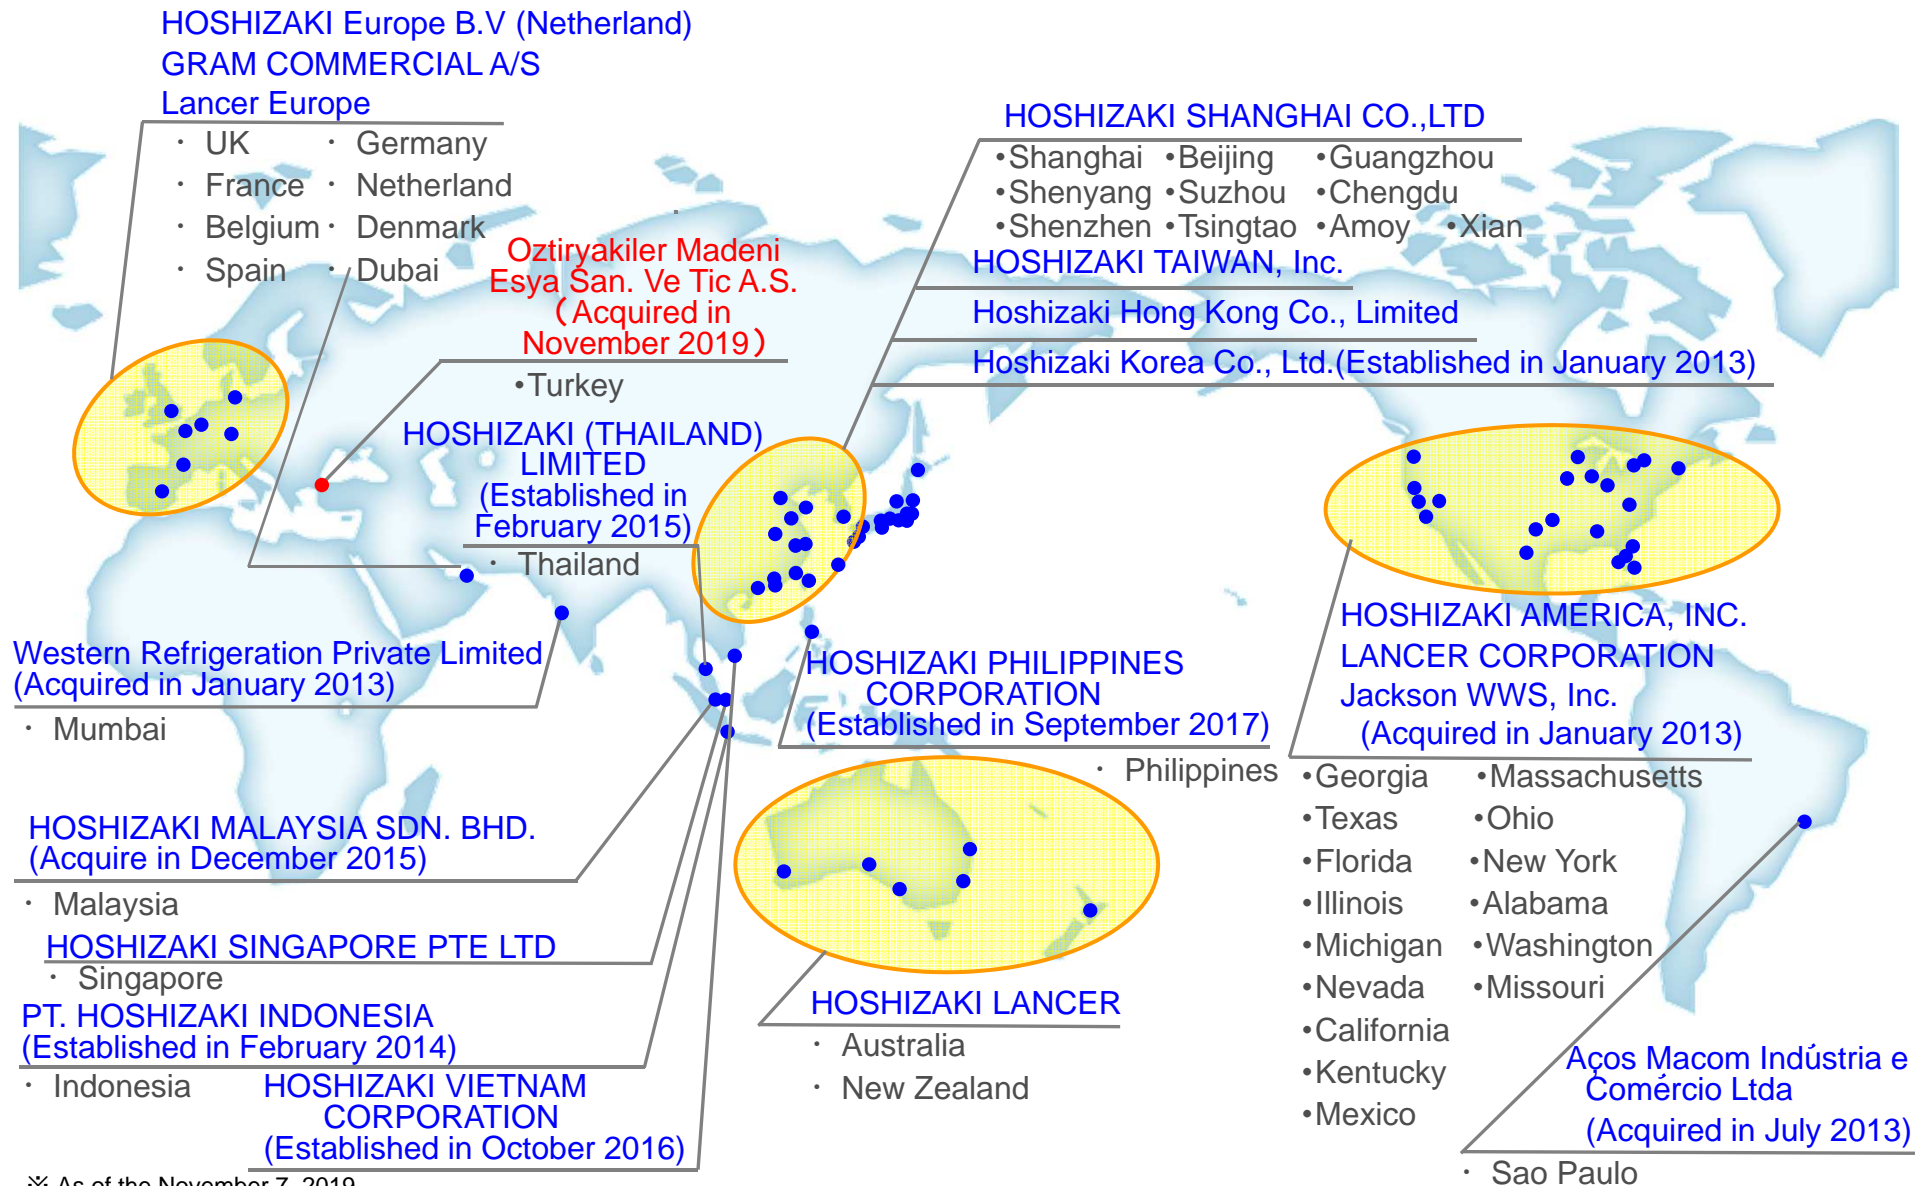 HOSHIZAKI Europe B.V (Netherland)
GRAM COMMERCIAL A/S
Lancer Europe
・ UK ・ Germany
・ France ・ Netherland
・ Belgium ・ Denmark
・ Spain ・ Dubai
Oztiryakiler Madeni
Esya San. Ve Tic A.S.
（Acquired in
November 2019）
•Turkey
HOSHIZAKI SHANGHAI CO.,LTD
•Shanghai •Beijing •Guangzhou
•Shenyang •Suzhou •Chengdu
•Shenzhen •Tsingtao •Amoy •Xian
HOSHIZAKI TAIWAN, Inc.
Hoshizaki Hong Kong Co., Limited
Hoshizaki Korea Co., Ltd.(Established in January 2013)
HOSHIZAKI (THAILAND)
LIMITED
(Established in
February 2015)
・ Thailand
Western Refrigeration Private Limited
(Acquired in January 2013)
・ Mumbai
HOSHIZAKI PHILIPPINES
CORPORATION
(Established in September 2017)
・ Philippines
HOSHIZAKI AMERICA, INC.
LANCER CORPORATION
Jackson WWS, Inc.
(Acquired in January 2013)
•Georgia •Massachusetts
•Texas •Ohio
•Florida •New York
•Illinois •Alabama
•Michigan •Washington
•Nevada •Missouri
•California
•Kentucky
•Mexico
HOSHIZAKI MALAYSIA SDN. BHD.
(Acquire in December 2015)
・ Malaysia
HOSHIZAKI SINGAPORE PTE LTD
・ Singapore
PT. HOSHIZAKI INDONESIA
(Established in February 2014)
・ Indonesia
HOSHIZAKI VIETNAM
CORPORATION
(Established in October 2016)
HOSHIZAKI LANCER
・ Australia
・ New Zealand
Aços Macom Indústria e
Comércio Ltda
(Acquired in July 2013)
・ Sao Paulo
※ As of the November 7, 2019